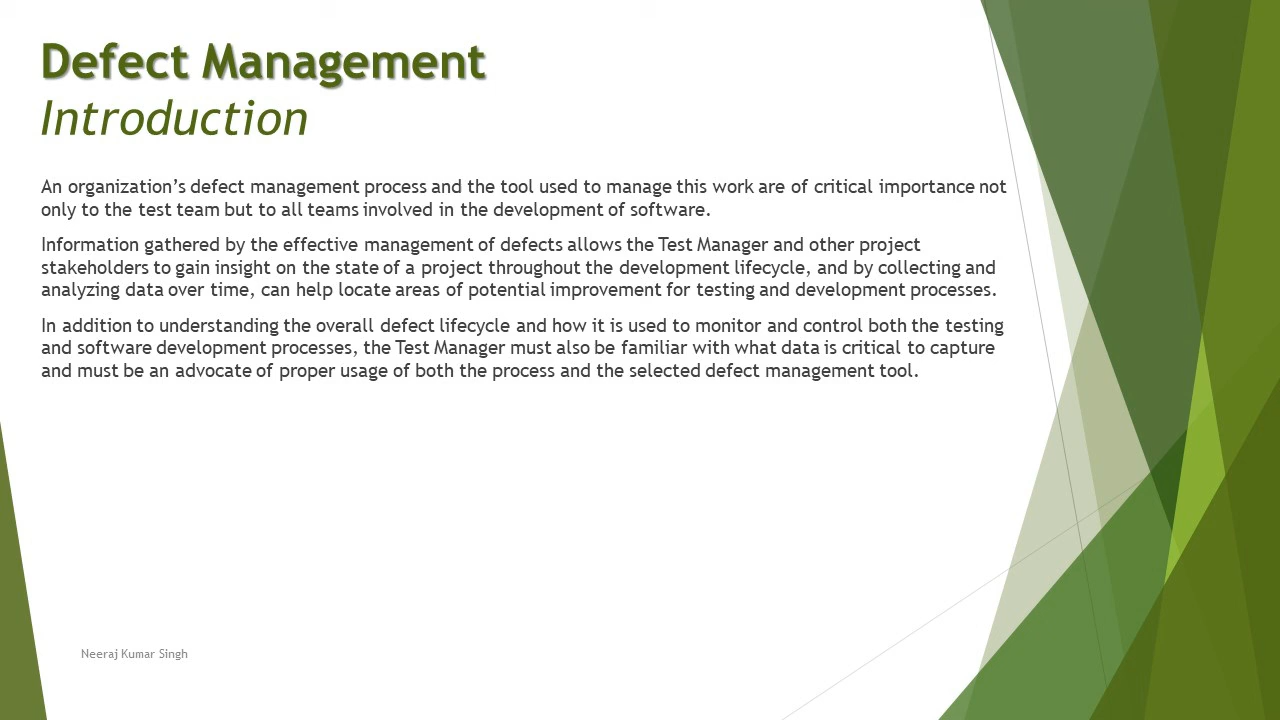 Defect Management
Introduction
An organization’s defect management process and the tool used to manage this work are of critical importance not
only to the test team but to all teams involved in the development of software.
Information gathered by the effective management of defects allows the Test Manager and other project
stakeholders to gain insight on the state of a project throughout the development lifecycle, and by collecting and
analyzing data over time, can help locate areas of potential improvement for testing and development processes.
In addition to understanding the overall defect lifecycle and how it is used to monitor and control both the testing
and software development processes, the Test Manager must also be familiar with what data is critical to capture
and must be an advocate of proper usage of both the process and the selected defect management tool.
Neeraj Kumar Singh